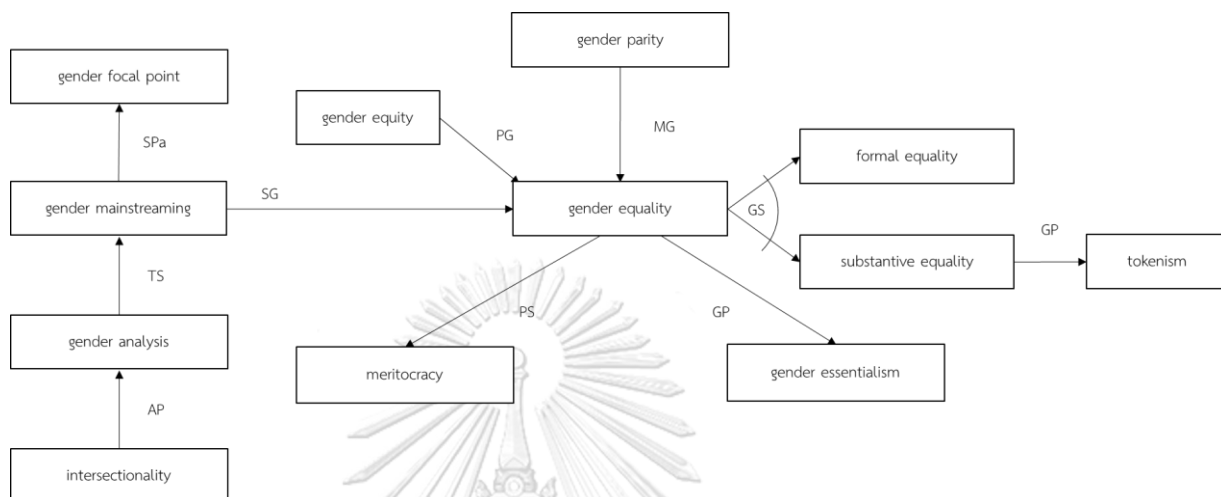 gender parity
gender focal point
gender equity
PG
MG
SPa
formal equality
gender mainstreaming
SG
gender equality
GS
GP
substantive equality
tokenism
TS
PS
GP
gender analysis
meritocracy
gender essentialism
AP
intersectionality